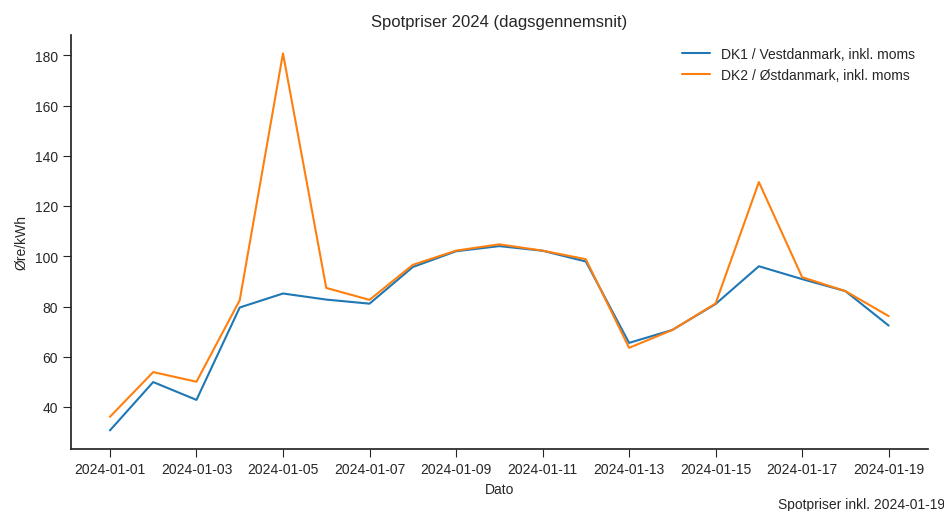 Spotpriser 2024 (dagsgennemsnit)
DK1 / Vestdanmark, inkl. moms
DK2 / Østdanmark, inkl. moms
180
160
140
120
100
80
60
40
Øre/kWh
2024-01-01 2024-01-03 2024-01-05 2024-01-07 2024-01-09 2024-01-11 2024-01-13 2024-01-15 2024-01-17 2024-01-19
Dato
Spotpriser inkl. 2024-01-19